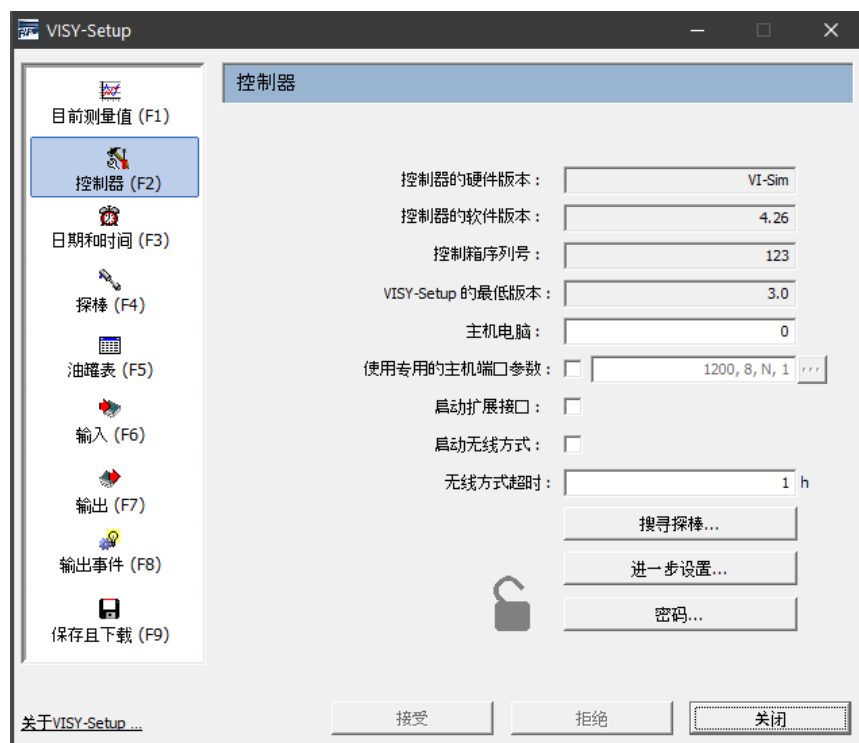 VISY-Setup
目前测量值 (F1)
控制器 (F2)
日期和时间 (F3)
探棒 (F4)
油罐表 (F5)
输入 (F6)
输出 (F7)
输出事件 (F8)
保存且下载 (F9)
控制器
控制器的硬件版本： VI-Sim
控制器的软件版本： 4.26
控制箱序列号： 123
VISY-Setup 的最低版本： 3.0
主机电脑： 0
使用专用的主机端口参数： 1200, 8, N, 1 ...
启动扩展接口：
启动无线方式：
无线方式超时： 1 h
搜寻探棒...
进一步设置...
密码...
关于VISY-Setup ...
接受 拒绝 关闭